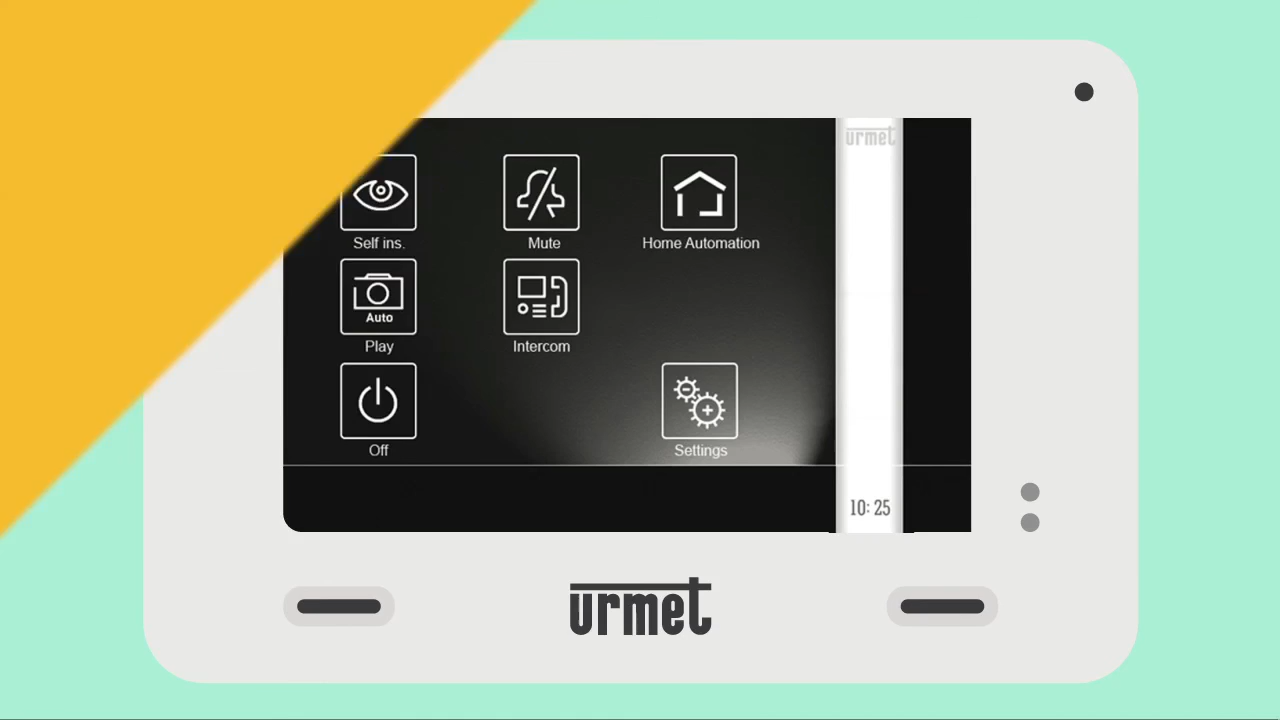 urmet
Self ins.
Mute
Home Automation
Auto
Play
Intercom
Off
Settings
10: 25
urmet